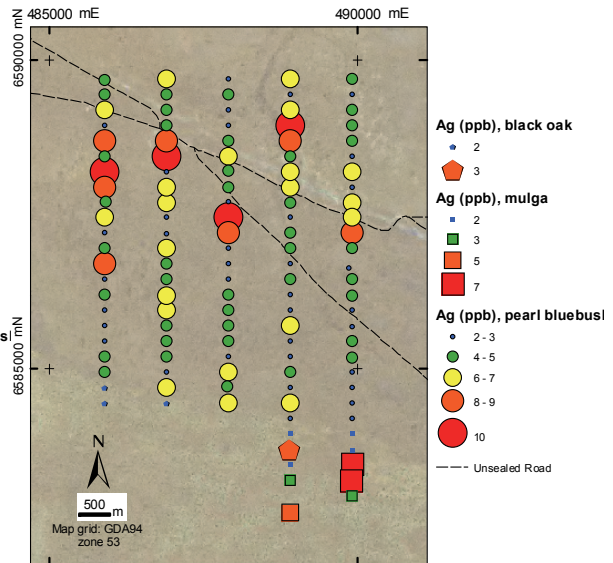 485000 mE 490000 mE
6590000 mN
6585000 mN
s
N
500 m
Map grid: GDA94
zone 53
Ag (ppb), black oak
2
3
Ag (ppb), mulga
2
3
5
7
Ag (ppb), pearl bluebush
2 - 3
4 - 5
6 - 7
8 - 9
10
Unsealed Road